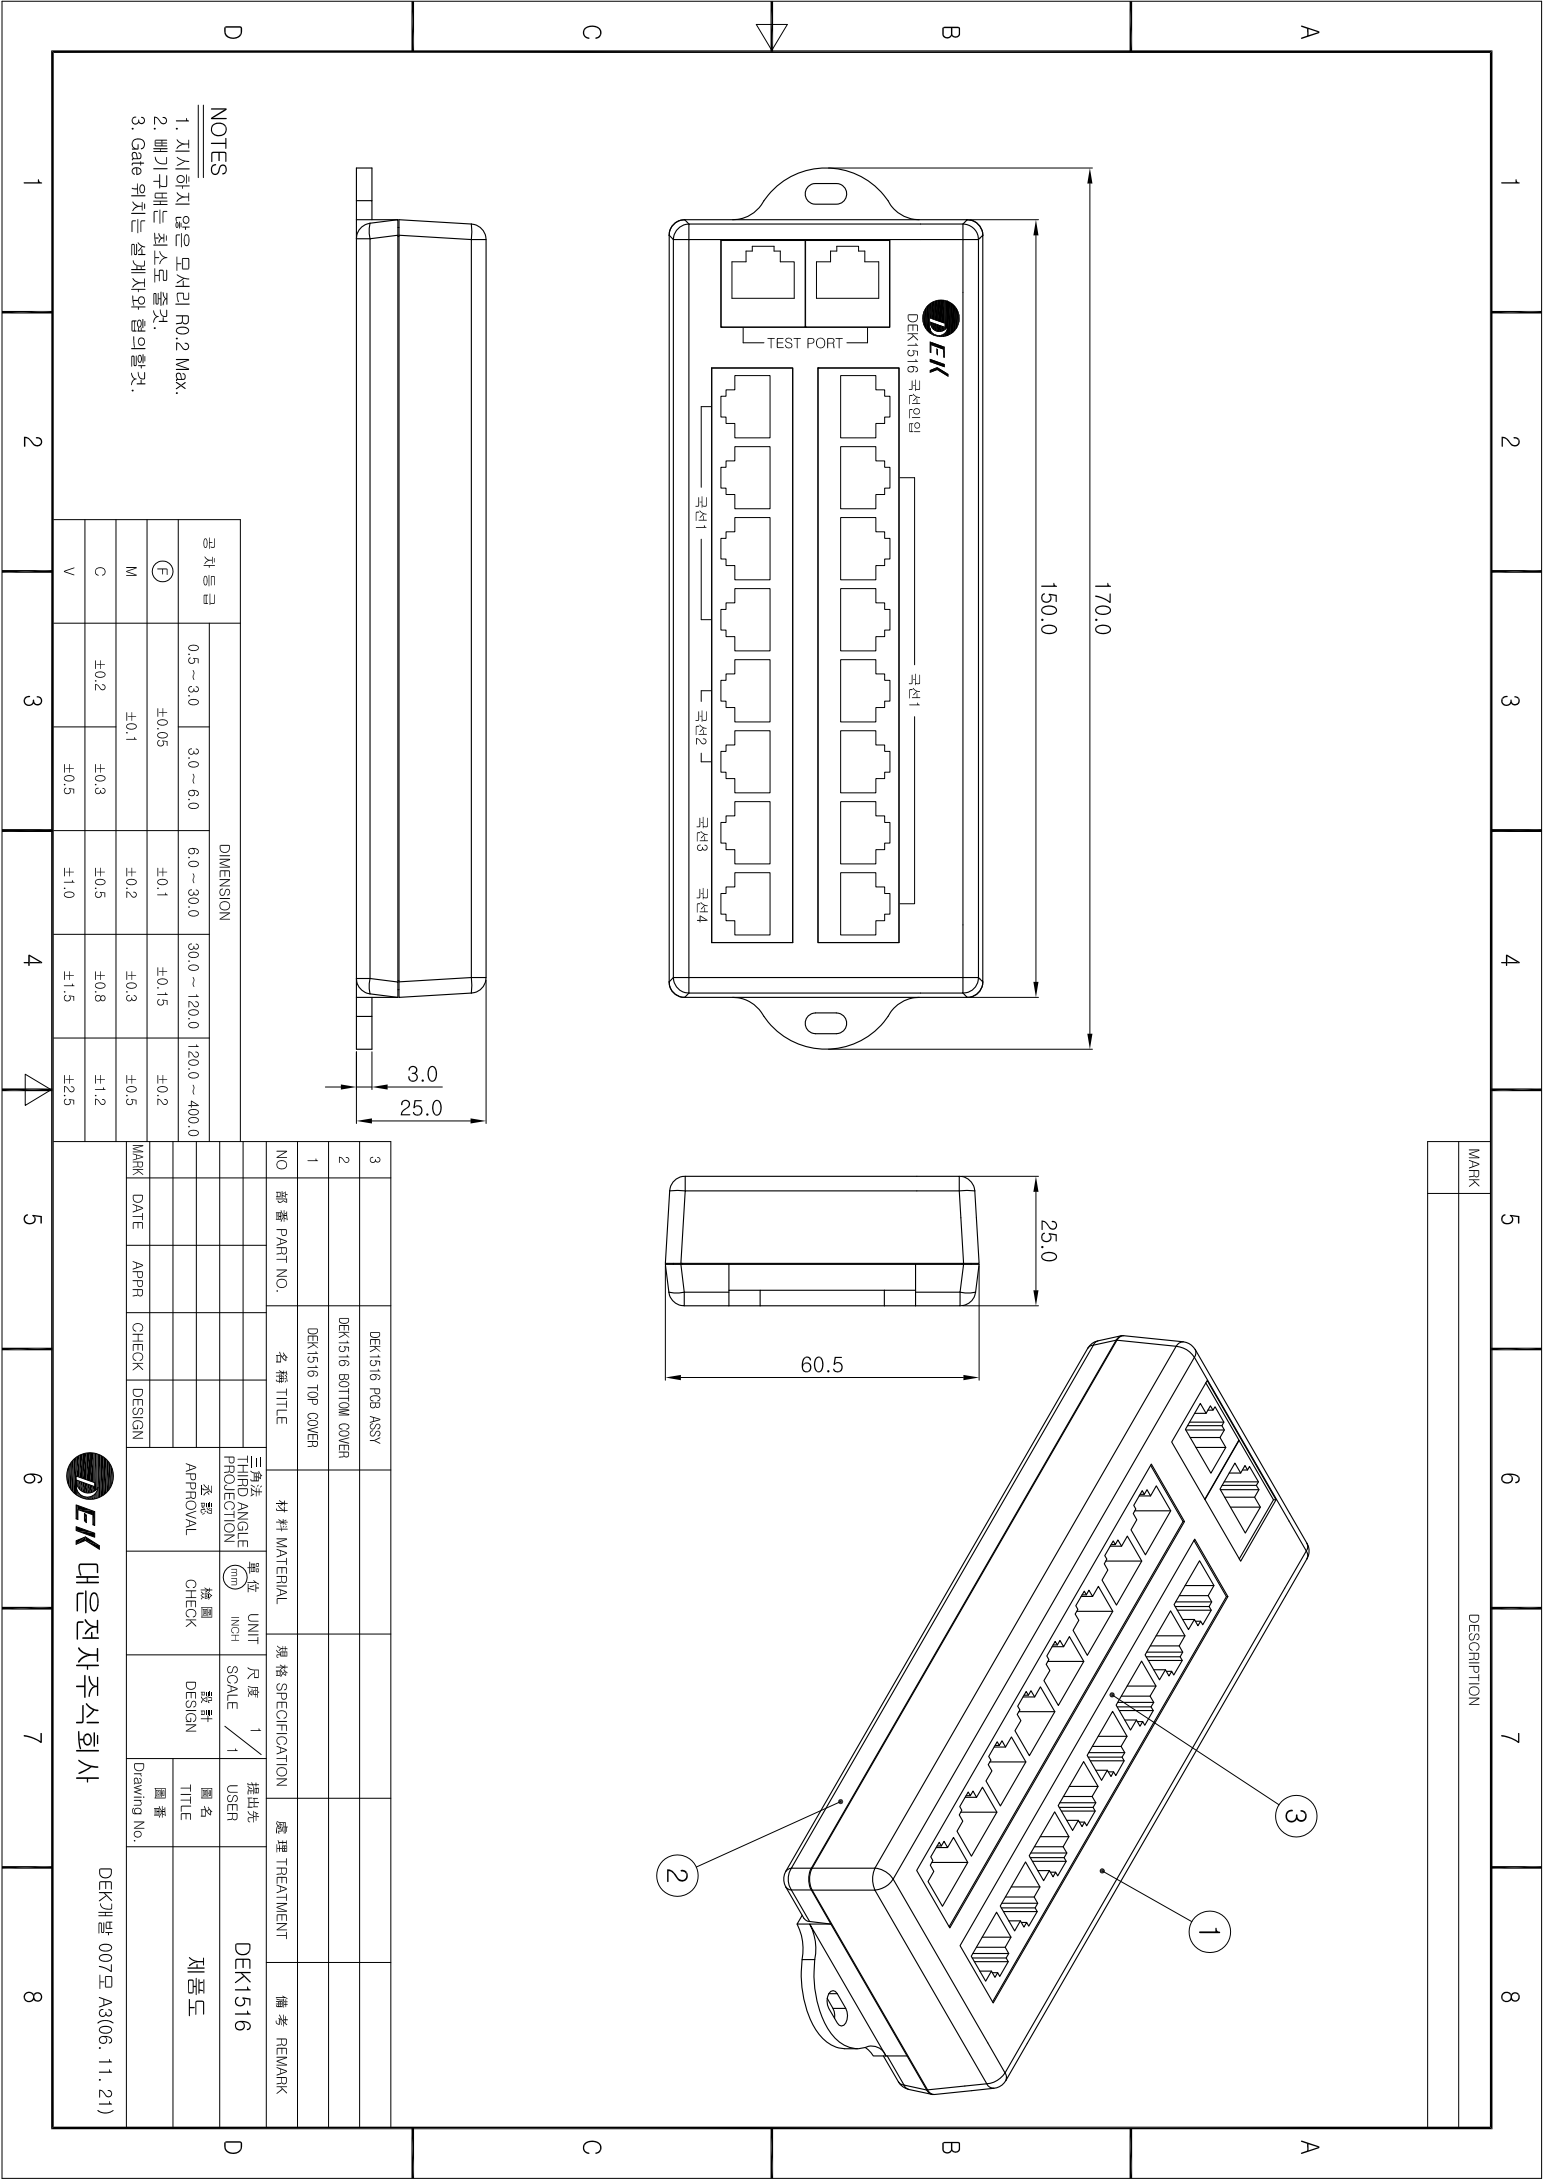 1 2 3 4 5 6 7 8
A
B
C
D
A
B
C
D
MARK DESCRIPTION
170.0
150.0
DEK
DEK1516 국선인입
국선1
TEST PORT
국선1 국선2 국선3 국선4
25.0
60.5
3.0
25.0
1
2
3
NOTES
1. 지시하지 않은 모서리 R0.2 Max.
2. 빼기구배는 최소로 줄것.
3. Gate 위치는 설계자와 협의할것.
공 차 등 급 DIMENSION
0.5 ~ 3.0 3.0 ~ 6.0 6.0 ~ 30.0 30.0 ~ 120.0 120.0 ~ 400.0
F ±0.05 ±0.1 ±0.15 ±0.2
M ±0.1 ±0.2 ±0.3 ±0.5
C ±0.2 ±0.3 ±0.5 ±0.8 ±1.2
V ±0.5 ±1.0 ±1.5 ±2.5
3 DEK1516 PCB ASSY
2 DEK1516 BOTTOM COVER
1 DEK1516 TOP COVER
NO 部 番 PART NO. 名 稱 TITLE 材 料 MATERIAL 規 格 SPECIFICATION 處 理 TREATMENT 備 考 REMARK
三角法
THIRD ANGLE
PROJECTION
單 位 UNIT
mm INCH
尺 度
SCALE 1/1
提出先
USER
DEK1516
承 認
APPROVAL
檢 圖
CHECK
設 計
DESIGN
圖 名
TITLE
제품도
圖 番
Drawing No.
MARK DATE APPR CHECK DESIGN
DEK 대은전자주식회사
DEK개발 007모 A3(06. 11. 21)
1 2 3 4 5 6 7 8